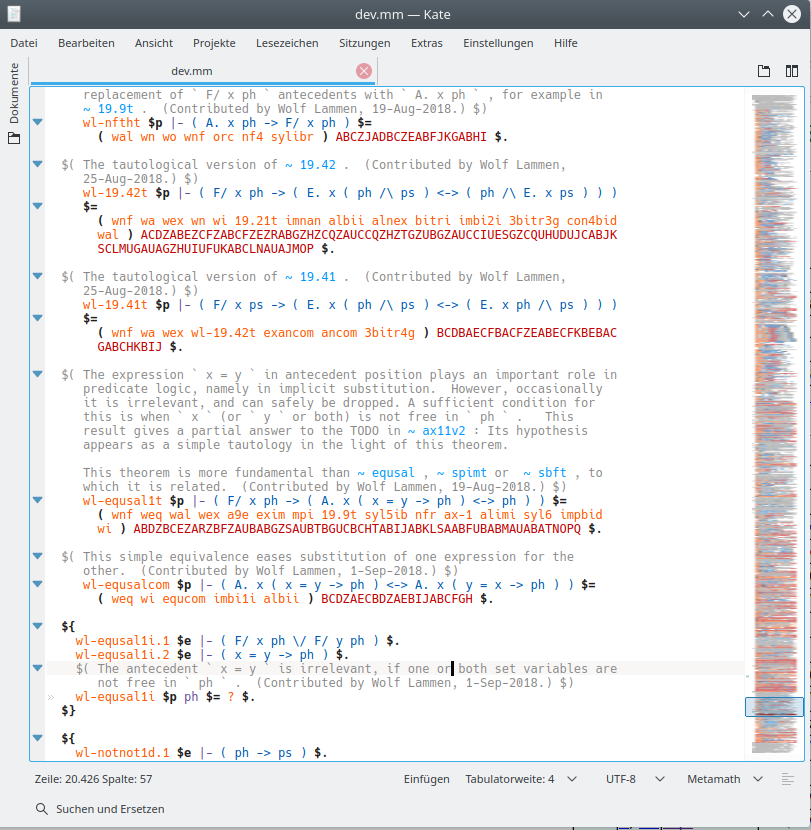 dev.mm — Kate
Datei Bearbeiten Ansicht Projekte Lesezeichen Sitzungen Extras Einstellungen Hilfe
Dokumente
dev.mm
replacement of ` F/ x ph ` antecedents with ` A. x ph ` , for example in
~ 19.9t .  (Contributed by Wolf Lammen, 19-Aug-2018.) $)
wl-nftht $p |- ( A. x ph -> F/ x ph ) $=
( wal wn wo wnf orc nf4 sylibr ) ABCZJADBCZEABFJKGABHI $.
$( The tautological version of ~ 19.42 .  (Contributed by Wolf Lammen,
25-Aug-2018.) $)
wl-19.42t $p |- ( F/ x ph -> ( E. x ( ph /\ ps ) <-> ( ph /\ E. x ps ) ) )
$=
( wnf wa wex wn wi 19.21t imnan albii alnex bitri imbi2i 3bitr3g con4bid
wal ) ACDZABEZCFZABCFZEZRABGZHZCQZAUCCQZHZTGZUBGZAUCCIUESGZCQUHUDUJCABJK
SCLMUGAUAGZHUIUFUKABCLNAUAJMOP $.
$( The tautological version of ~ 19.41 .  (Contributed by Wolf Lammen,
25-Aug-2018.) $)
wl-19.41t $p |- ( F/ x ps -> ( E. x ( ph /\ ps ) <-> ( E. x ph /\ ps ) ) )
$=
( wnf wa wex wl-19.42t exancom ancom 3bitr4g ) BCDBAECFBACFZEABECFKBEBAC
GABCHKBIJ $.
$( The expression ` x = y ` in antecedent position plays an important role in
predicate logic, namely in implicit substitution.  However, occasionally
it is irrelevant, and can safely be dropped. A sufficient condition for
this is when ` x ` (or ` y ` or both) is not free in ` ph ` .   This
result gives a partial answer to the TODO in ~ ax11v2 : Its hypothesis
appears as a simple tautology in the light of this theorem.
This theorem is more fundamental than ~ equsal , ~ spimt or  ~ sbft , to
which it is related.  (Contributed by Wolf Lammen, 19-Aug-2018.) $)
wl-equsal1t $p |- ( F/ x ph -> ( A. x ( x = y -> ph ) <-> ph ) ) $=
( wnf weq wal wex a9e exim mpi 19.9t syl5ib nfr ax-1 alimi syl6 impbid
wi ) ABDZBCEZARZBFZAUBABGZSAUBTBGUCBCHTABIJABKLSAAFUBABMAUABATNOPQ $.
$( This simple equivalence eases substitution of one expression for the
other.  (Contributed by Wolf Lammen, 1-Sep-2018.) $)
wl-equsalcom $p |- ( A. x ( x = y -> ph ) <-> A. x ( y = x -> ph ) ) $=
( weq wi equcom imbi1i albii ) BCDZAECBDZAEBIJABCFGH $.
${
wl-equsal1i.1 $e |- ( F/ x ph \/ F/ y ph ) $.
wl-equsal1i.2 $e |- ( x = y -> ph ) $.
$( The antecedent ` x = y ` is irrelevant, if one or both set variables are
not free in ` ph ` .  (Contributed by Wolf Lammen, 1-Sep-2018.) $)
wl-equsal1i $p ph $= ? $.
$}
${
wl-notnot1d.1 $e |- ( ph -> ps ) $.
Zeile: 20.426 Spalte: 57 Einfügen Tabulatorweite: 4 UTF-8 Metamath
Suchen und Ersetzen